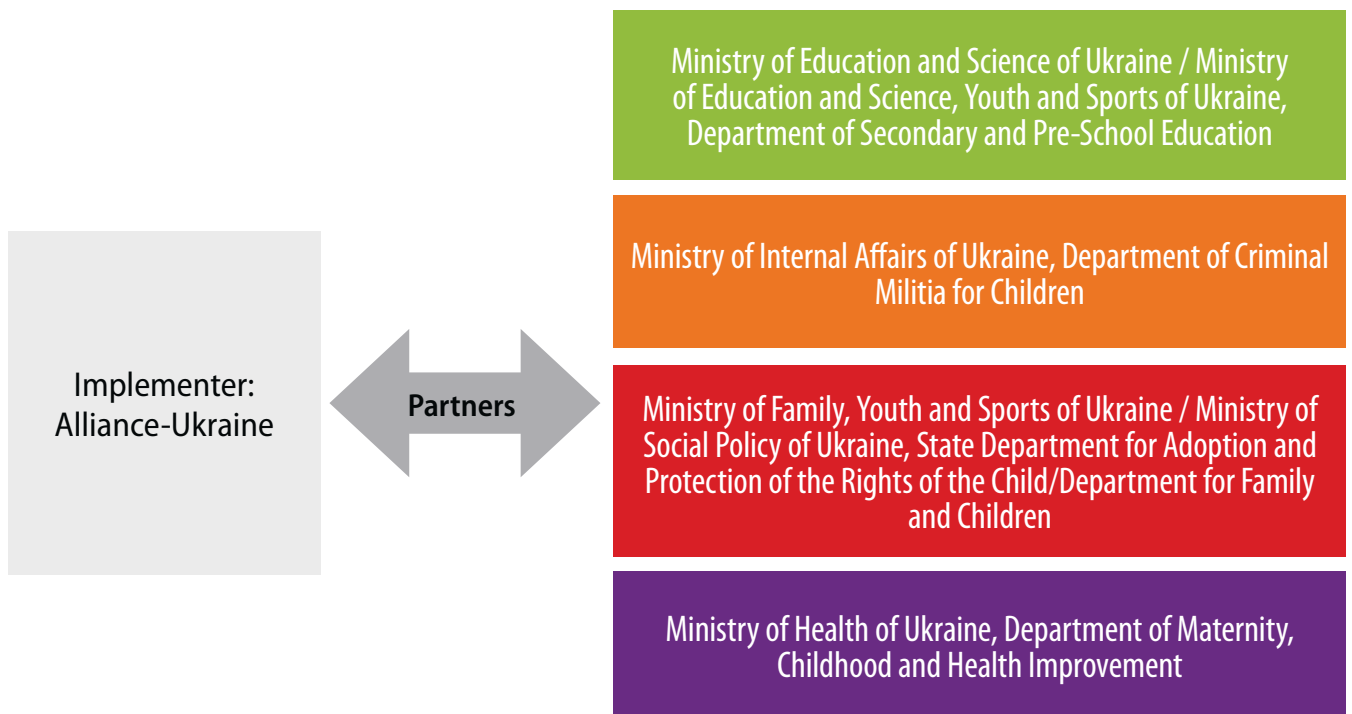 Implementer:
Alliance-Ukraine
Partners
Ministry of Education and Science of Ukraine / Ministry
of Education and Science, Youth and Sports of Ukraine,
Department of Secondary and Pre-School Education
Ministry of Internal Affairs of Ukraine, Department of Criminal
Militia for Children
Ministry of Family, Youth and Sports of Ukraine / Ministry of
Social Policy of Ukraine, State Department for Adoption and
Protection of the Rights of the Child/Department for Family
and Children
Ministry of Health of Ukraine, Department of Maternity,
Childhood and Health Improvement